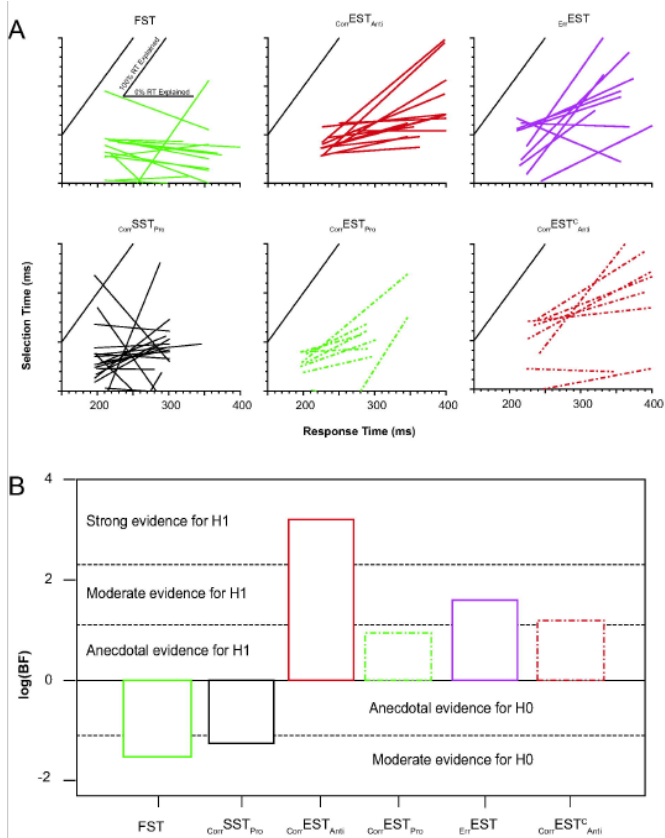 A
FST
CorrESTAnti
ErrEST
100% RT Explained
0% RT Explained
CorrSSTPro
CorrESTPro
CorrESTCAnti
Selection Time (ms)
200 300 400
200 300 400
200 300 400
Response Time (ms)
B
4
Strong evidence for H1
2
Moderate evidence for H1
Anecdotal evidence for H1
log(BF)
0
Anecdotal evidence for H0
Moderate evidence for H0
-2
FST CorrSSTPro CorrESTAnti CorrESTPro ErrEST CorrESTCAnti